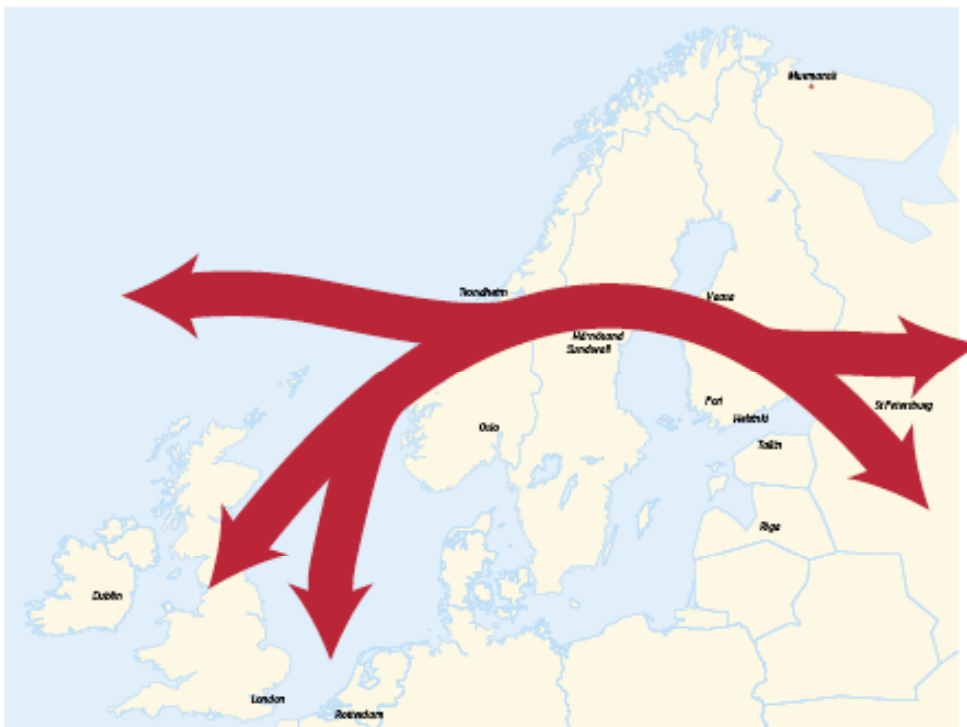 Murmansk
Trondheim
Vaasa
Härnösand
Sundsvall
Pori
St Petersburg
Helsinki
Oslo
Tallin
Riga
Dublin
London
Rotterdam